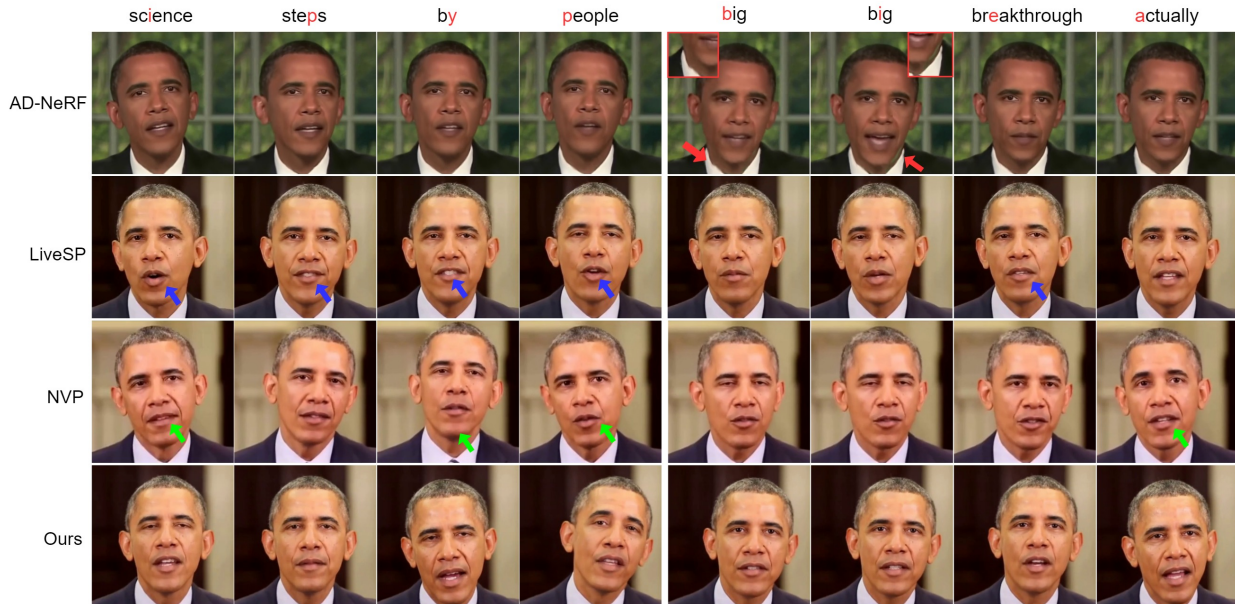 science steps by people big big breakthrough actually
AD-NeRF
LiveSP
NVP
Ours